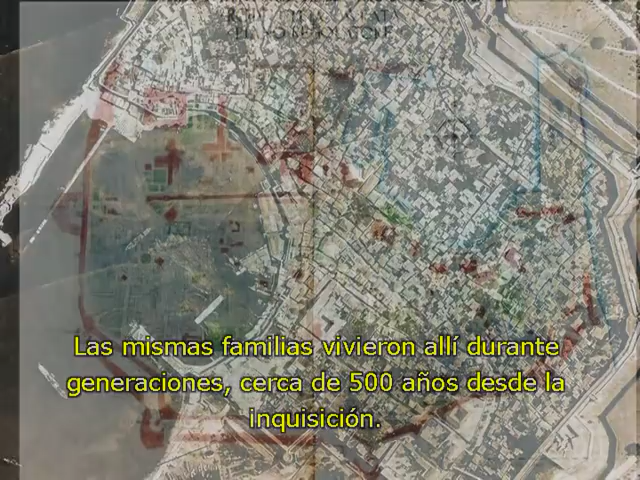 Las mismas familias vivieron allí durante
generaciones, cerca de 500 años desde la
inquisición.